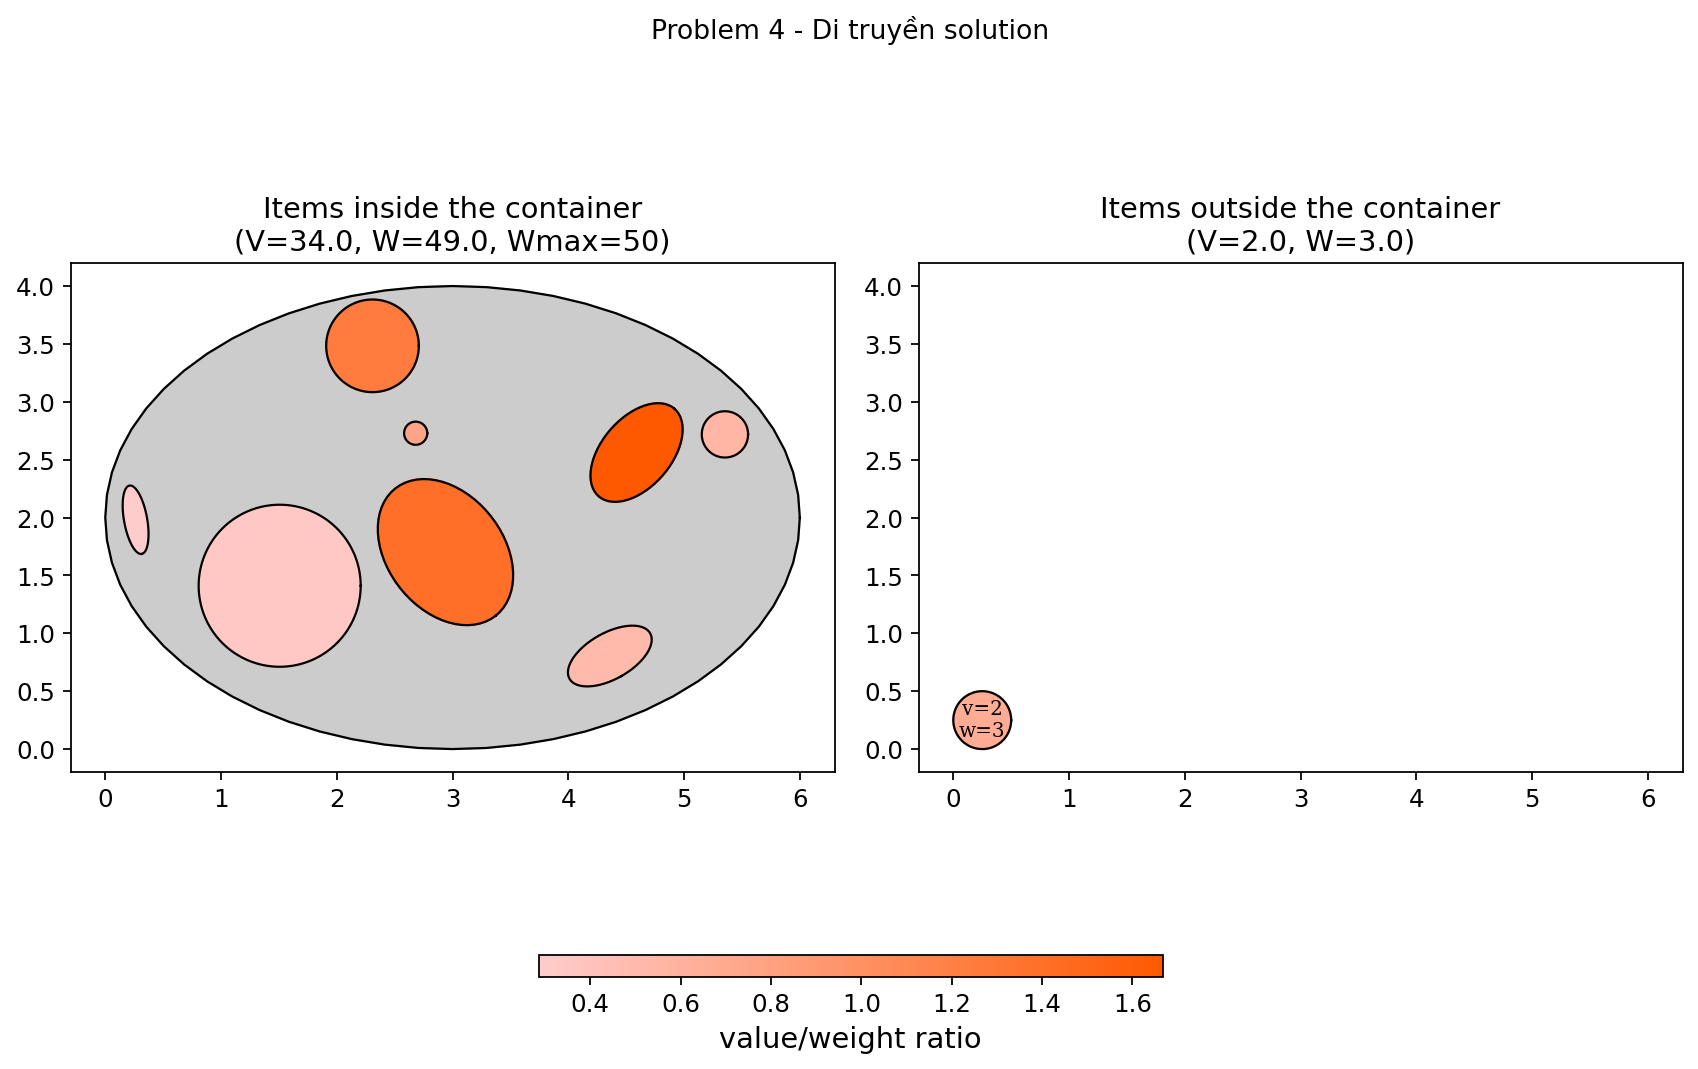 Problem 4 - Di truyền solution
Items inside the container
(V=34.0, W=49.0, Wmax=50)
4.0
3.5
3.0
2.5
2.0
1.5
1.0
0.5
0.0
0 1 2 3 4 5 6
Items outside the container
(V=2.0, W=3.0)
4.0
3.5
3.0
2.5
2.0
1.5
1.0
0.5
0.0
v=2
w=3
0 1 2 3 4 5 6
0.4 0.6 0.8 1.0 1.2 1.4 1.6
value/weight ratio